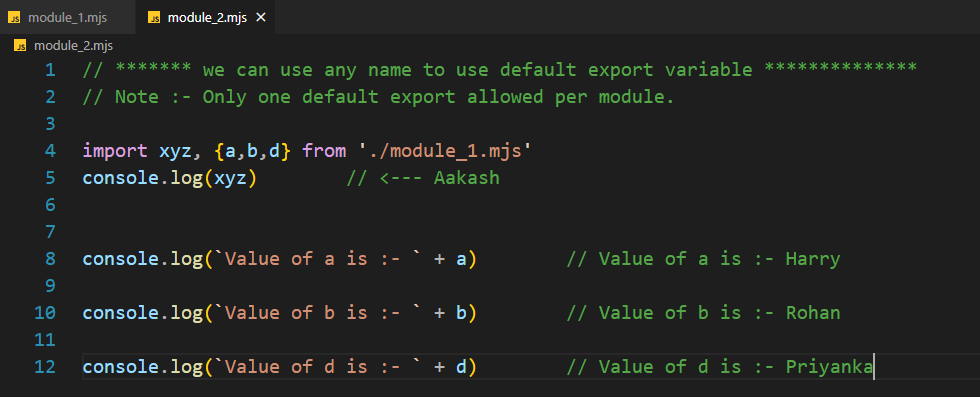 JS module_1.mjs JS module_2.mjs ×
JS module_2.mjs
1 // ******* we can use any name to use default export variable **************
2 // Note :- Only one default export allowed per module.
3
4 import xyz, {a,b,d} from './module_1.mjs'
5 console.log(xyz) // <--- Aakash
6
7
8 console.log(`Value of a is :- ` + a) // Value of a is :- Harry
9
10 console.log(`Value of b is :- ` + b) // Value of b is :- Rohan
11
12 console.log(`Value of d is :- ` + d) // Value of d is :- Priyanka